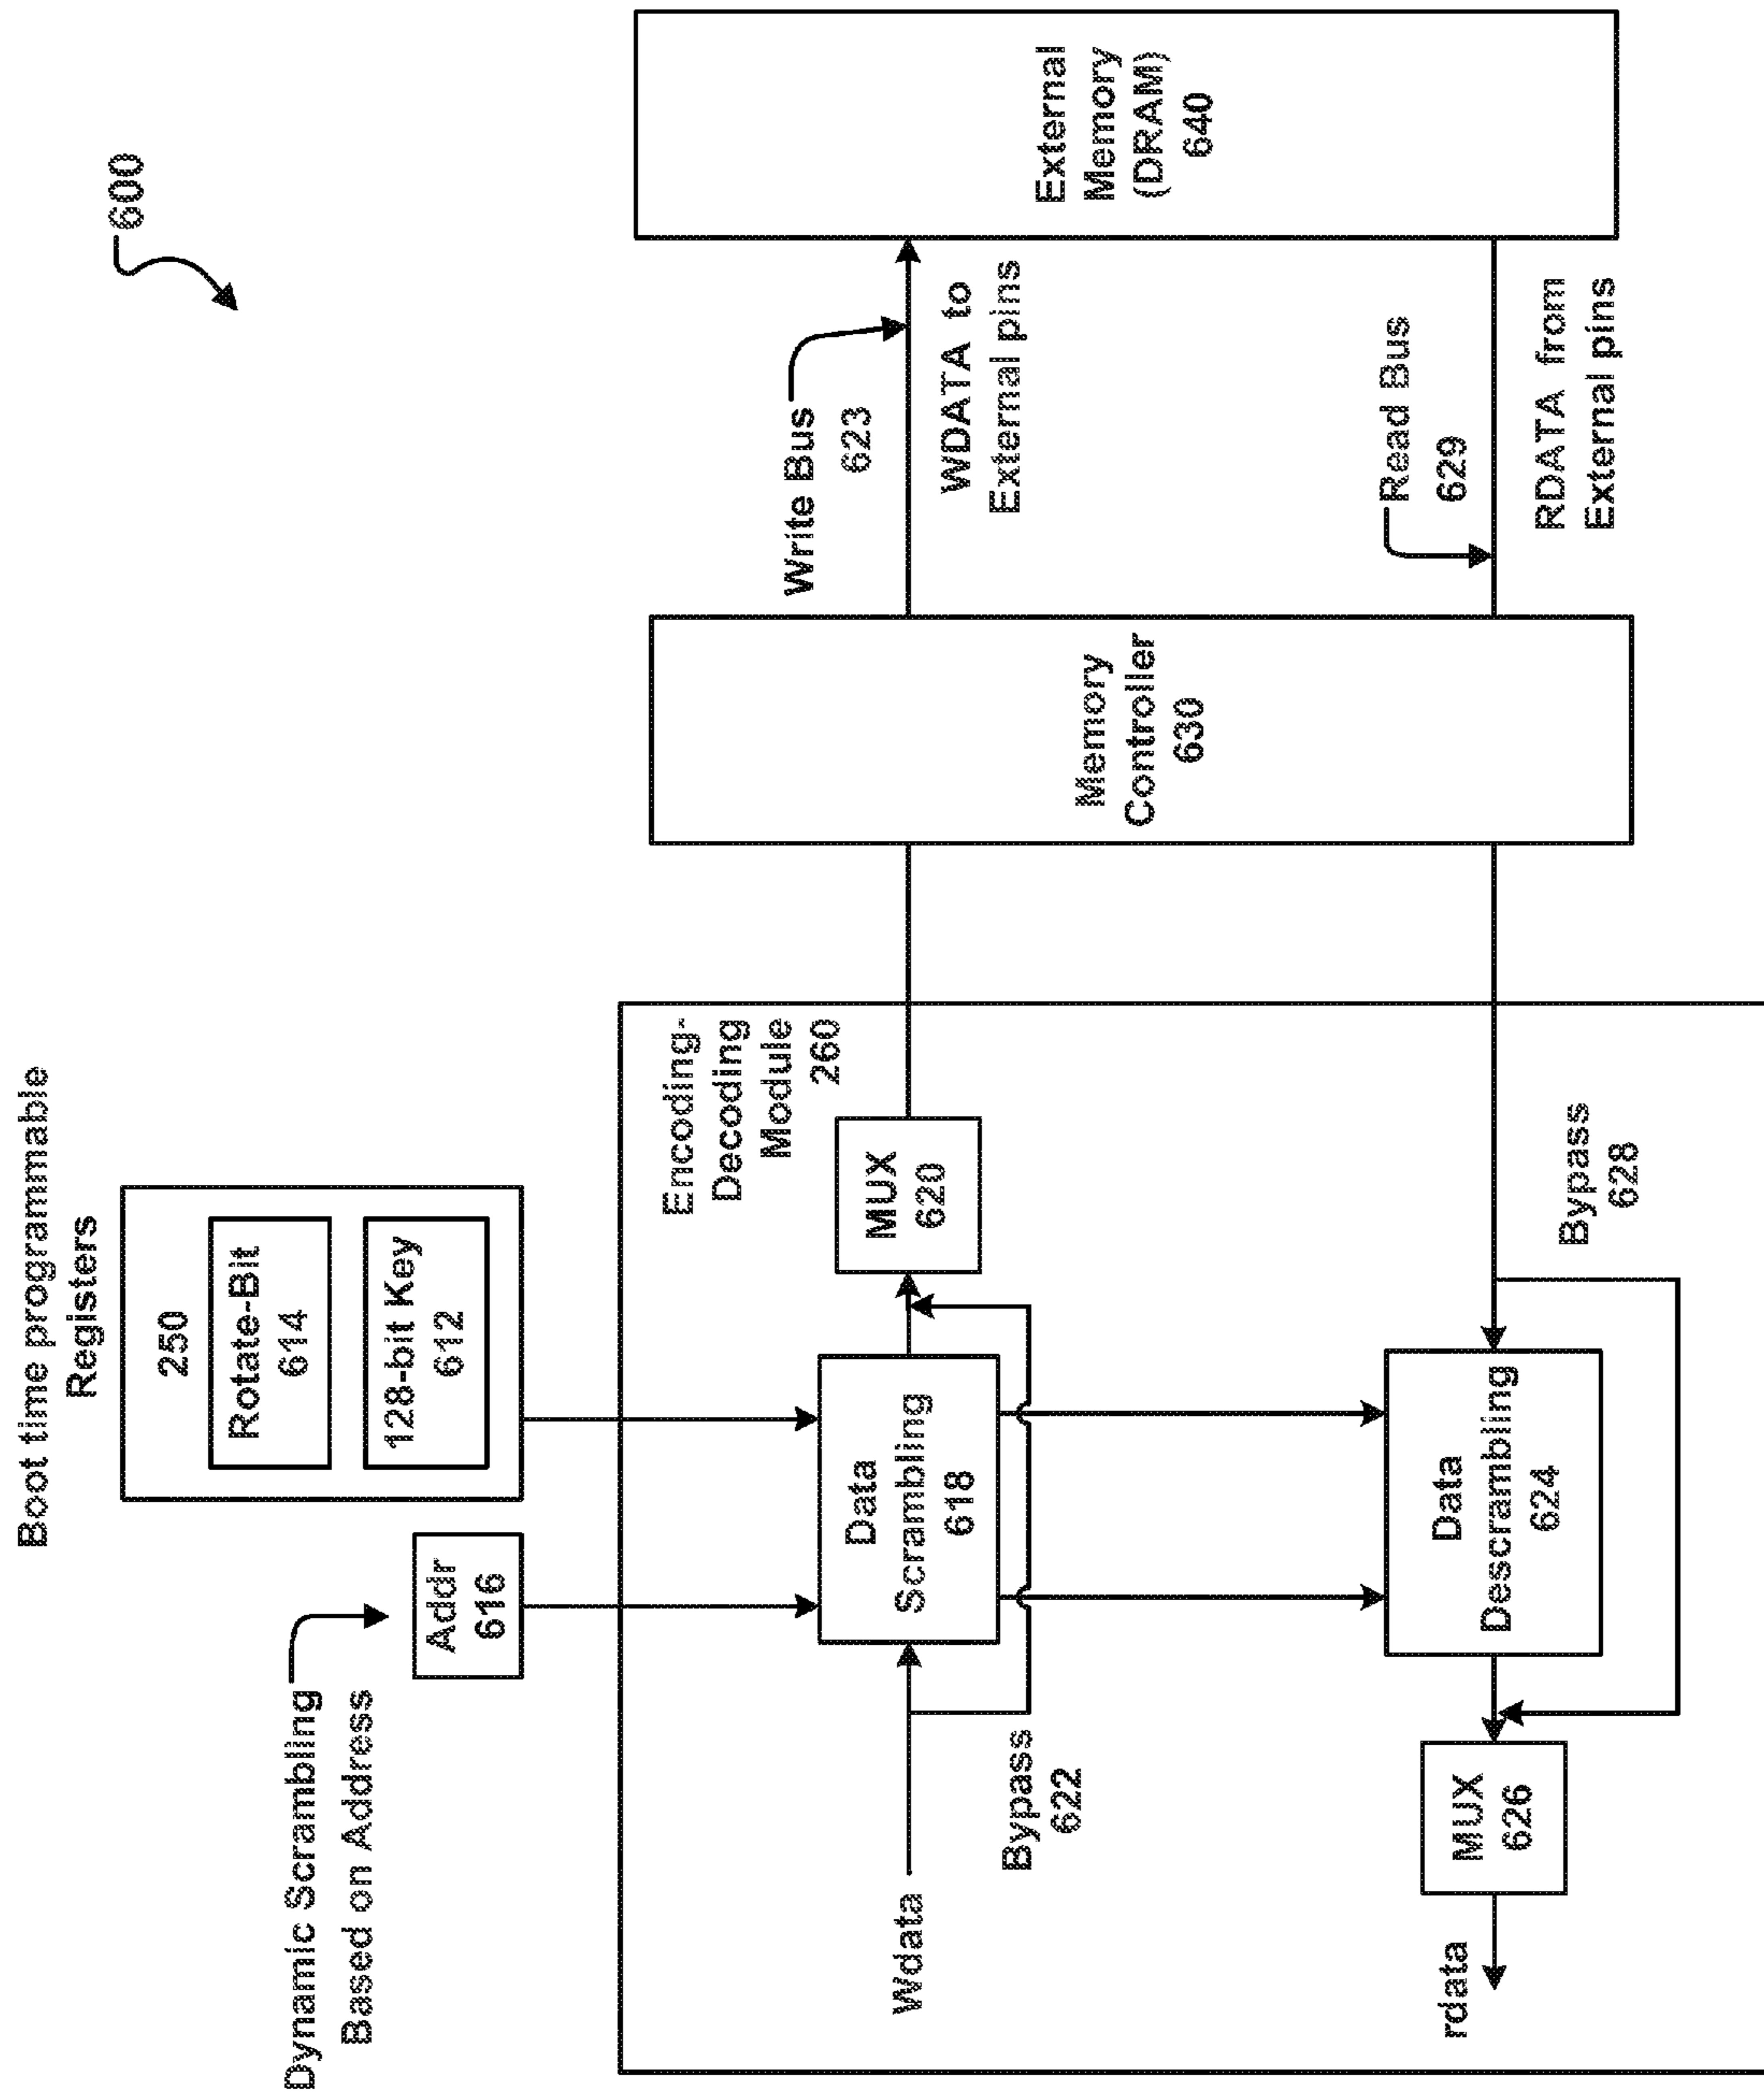 600
Boot time programmable
Registers
250
Rotate-Bit
614
128-bit Key
612
Dynamic Scrambling
Based on Address
Addr
616
Encoding-
Decoding
Module
260
Wdata
Data
Scrambling
618
MUX
620
Bypass
622
Memory
Controller
630
Write Bus
623
WDATA to
External pins
External
Memory
(DRAM)
640
Read Bus
629
RDATA from
External pins
Bypass
628
Data
Descrambling
624
MUX
626
rdata